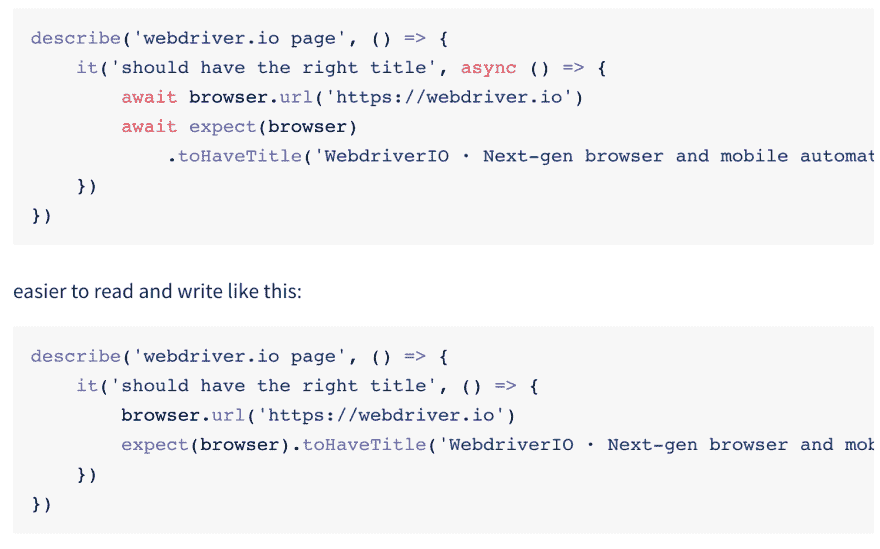 describe('webdriver.io page', () => {
    it('should have the right title', async () => {
        await browser.url('https://webdriver.io')
        await expect(browser)
            .toHaveTitle('WebdriverIO · Next-gen browser and mobile automat
    })
})
easier to read and write like this:
describe('webdriver.io page', () => {
    it('should have the right title', () => {
        browser.url('https://webdriver.io')
        expect(browser).toHaveTitle('WebdriverIO · Next-gen browser and mob
    })
})